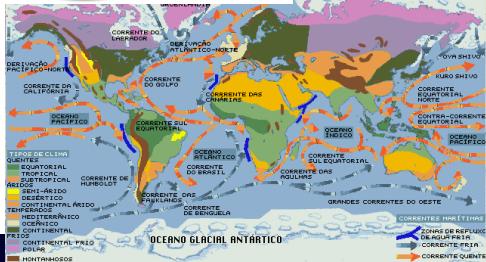 GROENLANDIA
CORRENTE DO
LABRADOR
DERIVAÇÃO
ATLÂNTICO-NORTE
DERIVAÇÃO
PACÍFICO-NORTE
OYA SHIVO
KURO SHIVO
CORRENTE DA
CALIFÓRNIA
CORRENTE
DO GOLFO
CORRENTE DAS
CANÁRIAS
CORRENTE
EQUATORIAL
NORTE
OCEANO
PACÍFICO
CORRENTE SUL
EQUATORIAL
CONTRA-CORRENTE
EQUATORIAL
OCEANO
ÍNDICO
OCEANO
PACÍFICO
OCEANO
ATLÂNTICO
CORRENTE
SUL EQUATORIAL
CORRENTE
DO BRASIL
CORRENTE DAS
AGULHAS
CORRENTE DE
HUMBOLDT
CORRENTE DAS
FALKLANDS
CORRENTE
DE BENGUELA
GRANDES CORRENTES DO OESTE
OCEANO GLACIAL ANTÁRTICO
TIPOS DE CLIMA
QUENTES
EQUATORIAL
TROPICAL
SUBTROPICAL
ÁRIDOS
SEMI-ÁRIDO
DESÉRTICO
CONTINENTAL ÁRIDO
TEMPERADOS
MEDITERRÂNEO
OCEÂNICO
CONTINENTAL
FRIOS
CONTINENTAL FRIO
POLAR
MONTANHOSOS
CORRENTES MARÍTIMAS
ZONAS DE REFLUXO
DE ÁGUA FRIA
CORRENTE FRIA
CORRENTE QUENTE